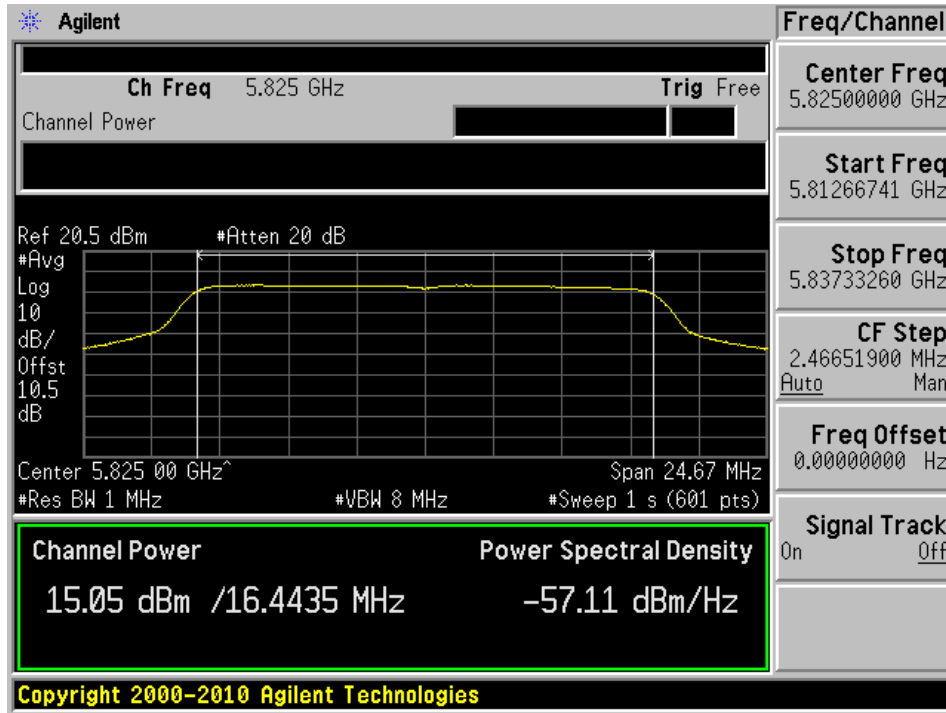 Agilent
Ch Freq 5.825 GHz Trig Free
Channel Power
Ref 20.5 dBm #Atten 20 dB
#Avg
Log
10
dB/
Offst
10.5
dB
Center 5.825 00 GHz^ Span 24.67 MHz
#Res BW 1 MHz #VBW 8 MHz #Sweep 1 s (601 pts)
Channel Power Power Spectral Density
15.05 dBm /16.4435 MHz -57.11 dBm/Hz
Copyright 2000-2010 Agilent Technologies
Freq/Channel
Center Freq
5.82500000 GHz
Start Freq
5.81266741 GHz
Stop Freq
5.83733260 GHz
CF Step
2.46651900 MHz
Auto Man
Freq Offset
0.00000000 Hz
Signal Track
On Off